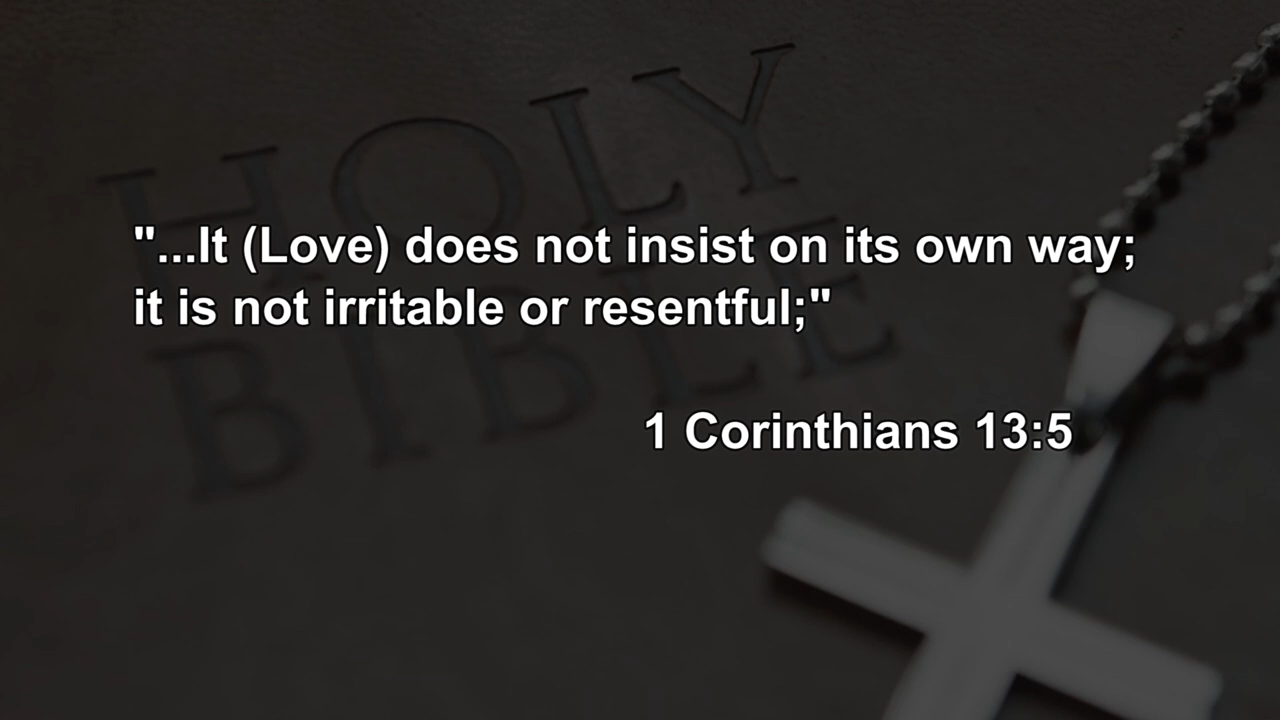 HOLY
BIBLE
"...It (Love) does not insist on its own way;
it is not irritable or resentful;"
1 Corinthians 13:5